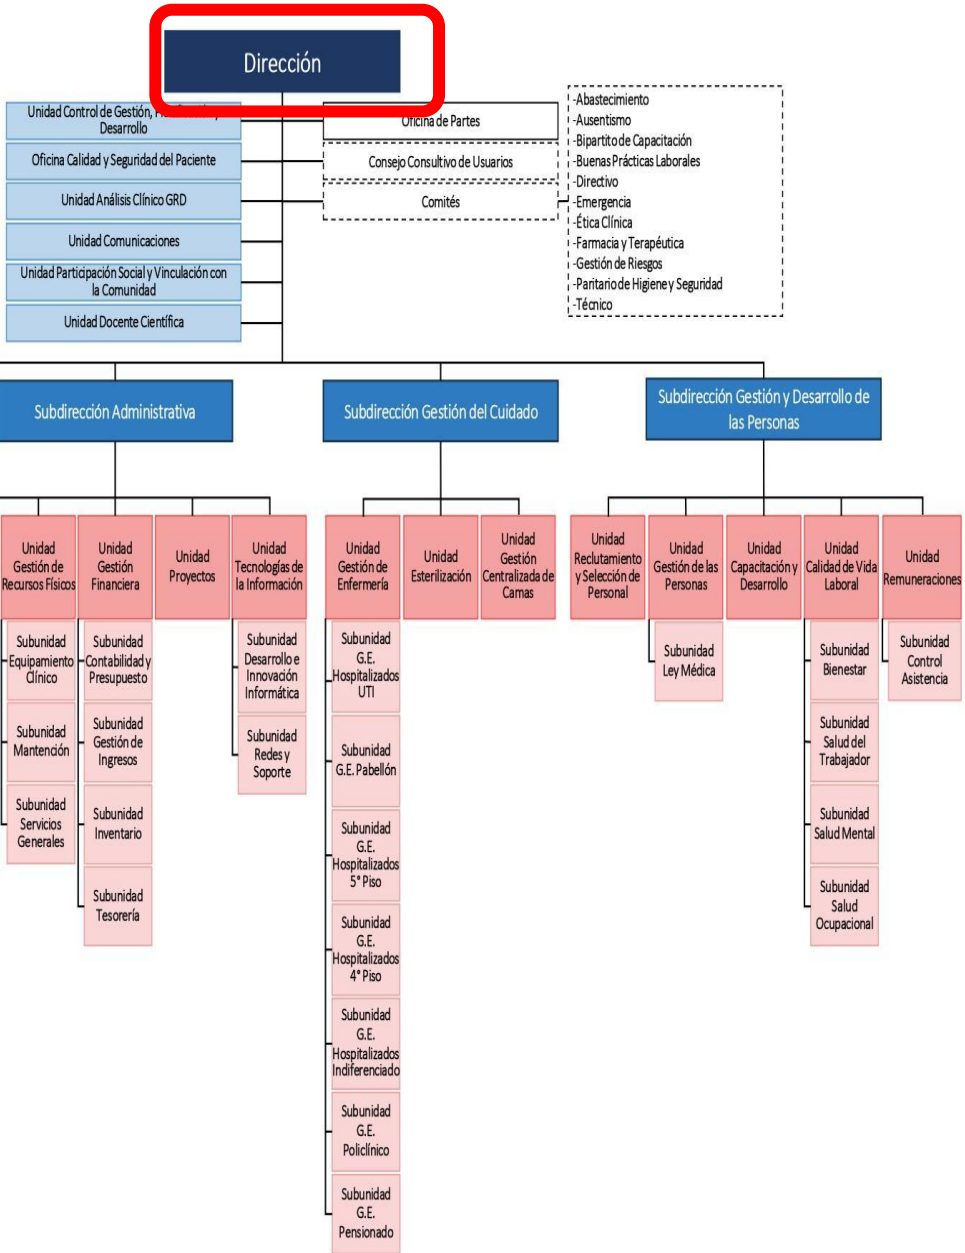 Dirección
Unidad Control de Gestión,
Desarrollo
Oficina Calidad y Seguridad del Paciente
Unidad Análisis Clínico GRD
Unidad Comunicaciones
Unidad Participación Social y Vinculación con
la Comunidad
Unidad Docente Científica
Oficina de Partes
Consejo Consultivo de Usuarios
Comités
-Abastecimiento
-Ausentismo
-Bipartito de Capacitación
-Buenas Prácticas Laborales
-Directivo
-Emergencia
-Ética Clínica
-Farmacia y Terapéutica
-Gestión de Riesgos
-Paritario de Higiene y Seguridad
-Técnico
Subdirección Administrativa
Subdirección Gestión del Cuidado
Subdirección Gestión y Desarrollo de
las Personas
Unidad
Gestión de
Recursos Físicos
Unidad
Gestión
Financiera
Unidad
Proyectos
Unidad
Tecnologías de
la Información
Unidad
Gestión de
Enfermería
Unidad
Esterilización
Unidad
Gestión
Centralizada de
Camas
Unidad
Reclutamiento
y Selección de
Personal
Unidad
Gestión de las
Personas
Unidad
Capacitación y
Desarrollo
Unidad
Calidad de Vida
Laboral
Unidad
Remuneraciones
Subunidad
Equipamiento
Clínico
Subunidad
Mantención
Subunidad
Servicios
Generales
Subunidad
Contabilidad y
Presupuesto
Subunidad
Gestión de
Ingresos
Subunidad
Inventario
Subunidad
Tesorería
Subunidad
Desarrollo e
Innovación
Informática
Subunidad
Redes y
Soporte
Subunidad
G.E.
Hospitalizados
UTI
Subunidad
G.E. Pabellón
Subunidad
G.E.
Hospitalizados
5° Piso
Subunidad
G.E.
Hospitalizados
4° Piso
Subunidad
G.E.
Hospitalizados
Indiferenciado
Subunidad
G.E.
Policlínico
Subunidad
G.E.
Pensionado
Subunidad
Ley Médica
Subunidad
Bienestar
Subunidad
Salud del
Trabajador
Subunidad
Salud Mental
Subunidad
Salud
Ocupacional
Subunidad
Control
Asistencia